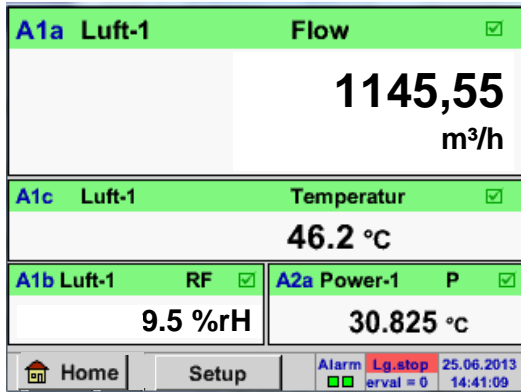 A1a Luft-1 Flow
1145,55
m³/h
A1c Luft-1 Temperatur
46.2 °C
A1b Luft-1 RF
9.5 %rH
A2a Power-1 P
30.825 °C
Home
Setup
Alarm
Lg.stop
erval = 0
25.06.2013
14:41:09